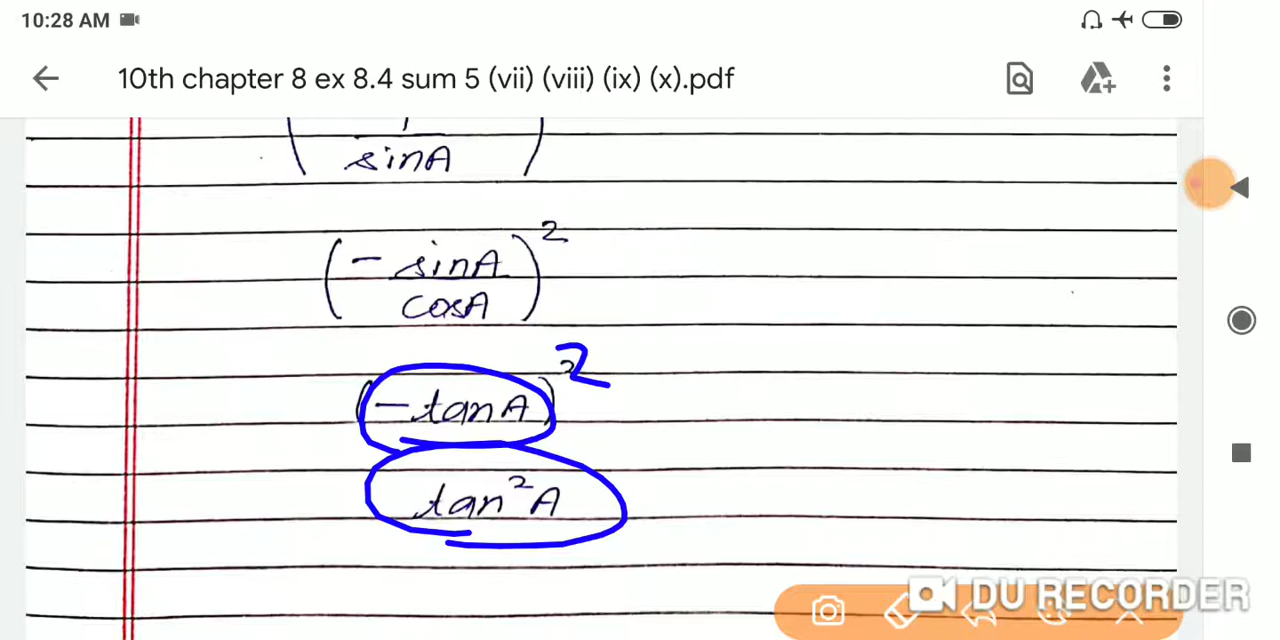 10:28 AM
10th chapter 8 ex 8.4 sum 5 (vii) (viii) (ix) (x).pdf
sinA
(-sinA/cosA)²
(-tanA)² 2
tan²A
DU RECORDER